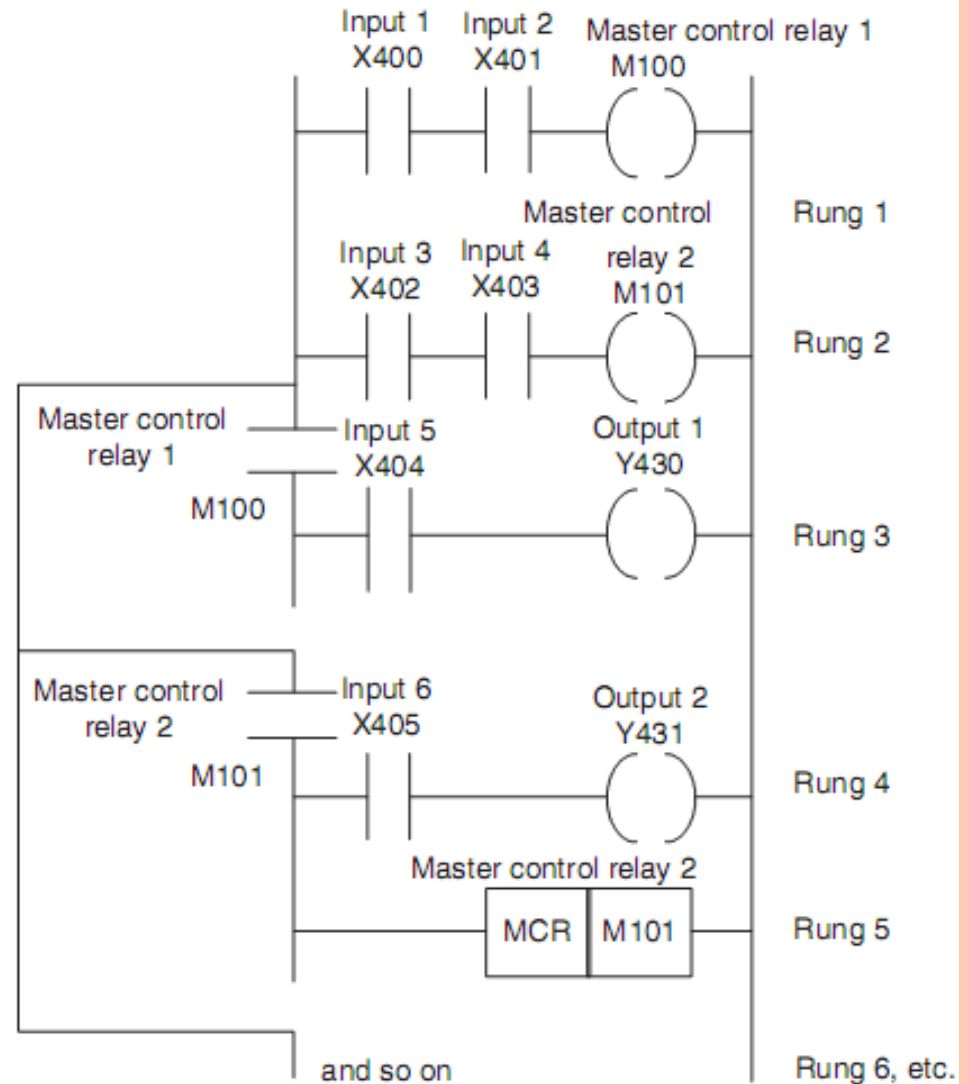 Input 1 Input 2 Master control relay 1
X400 X401 M100
Master control Rung 1
Input 3 Input 4 relay 2
X402 X403 M101
Rung 2
Master control
relay 1
Input 5 Output 1
X404 Y430
M100
Rung 3
Master control
relay 2
Input 6 Output 2
X405 Y431
M101 Rung 4
Master control relay 2
MCR M101 Rung 5
and so on Rung 6, etc.